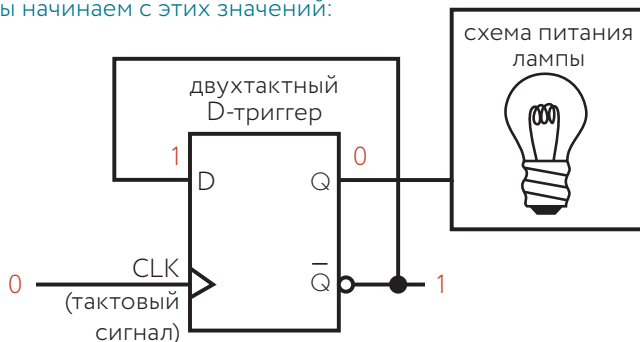 ы начинаем с этих значений:
схема питания
лампы
двухтактный
D-триггер
1
0
D
Q
0
CLK
(тактовый
сигнал)
Q̅
1